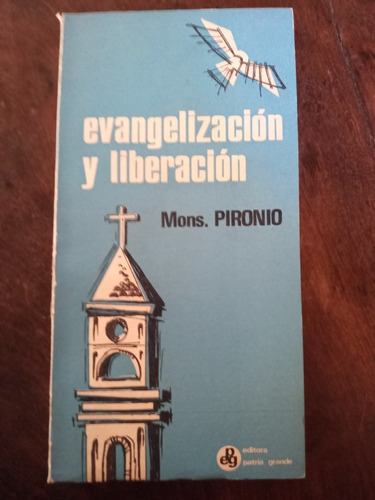 evangelización
y liberación
Mons. PIRONIO
epg
editora
patria grande